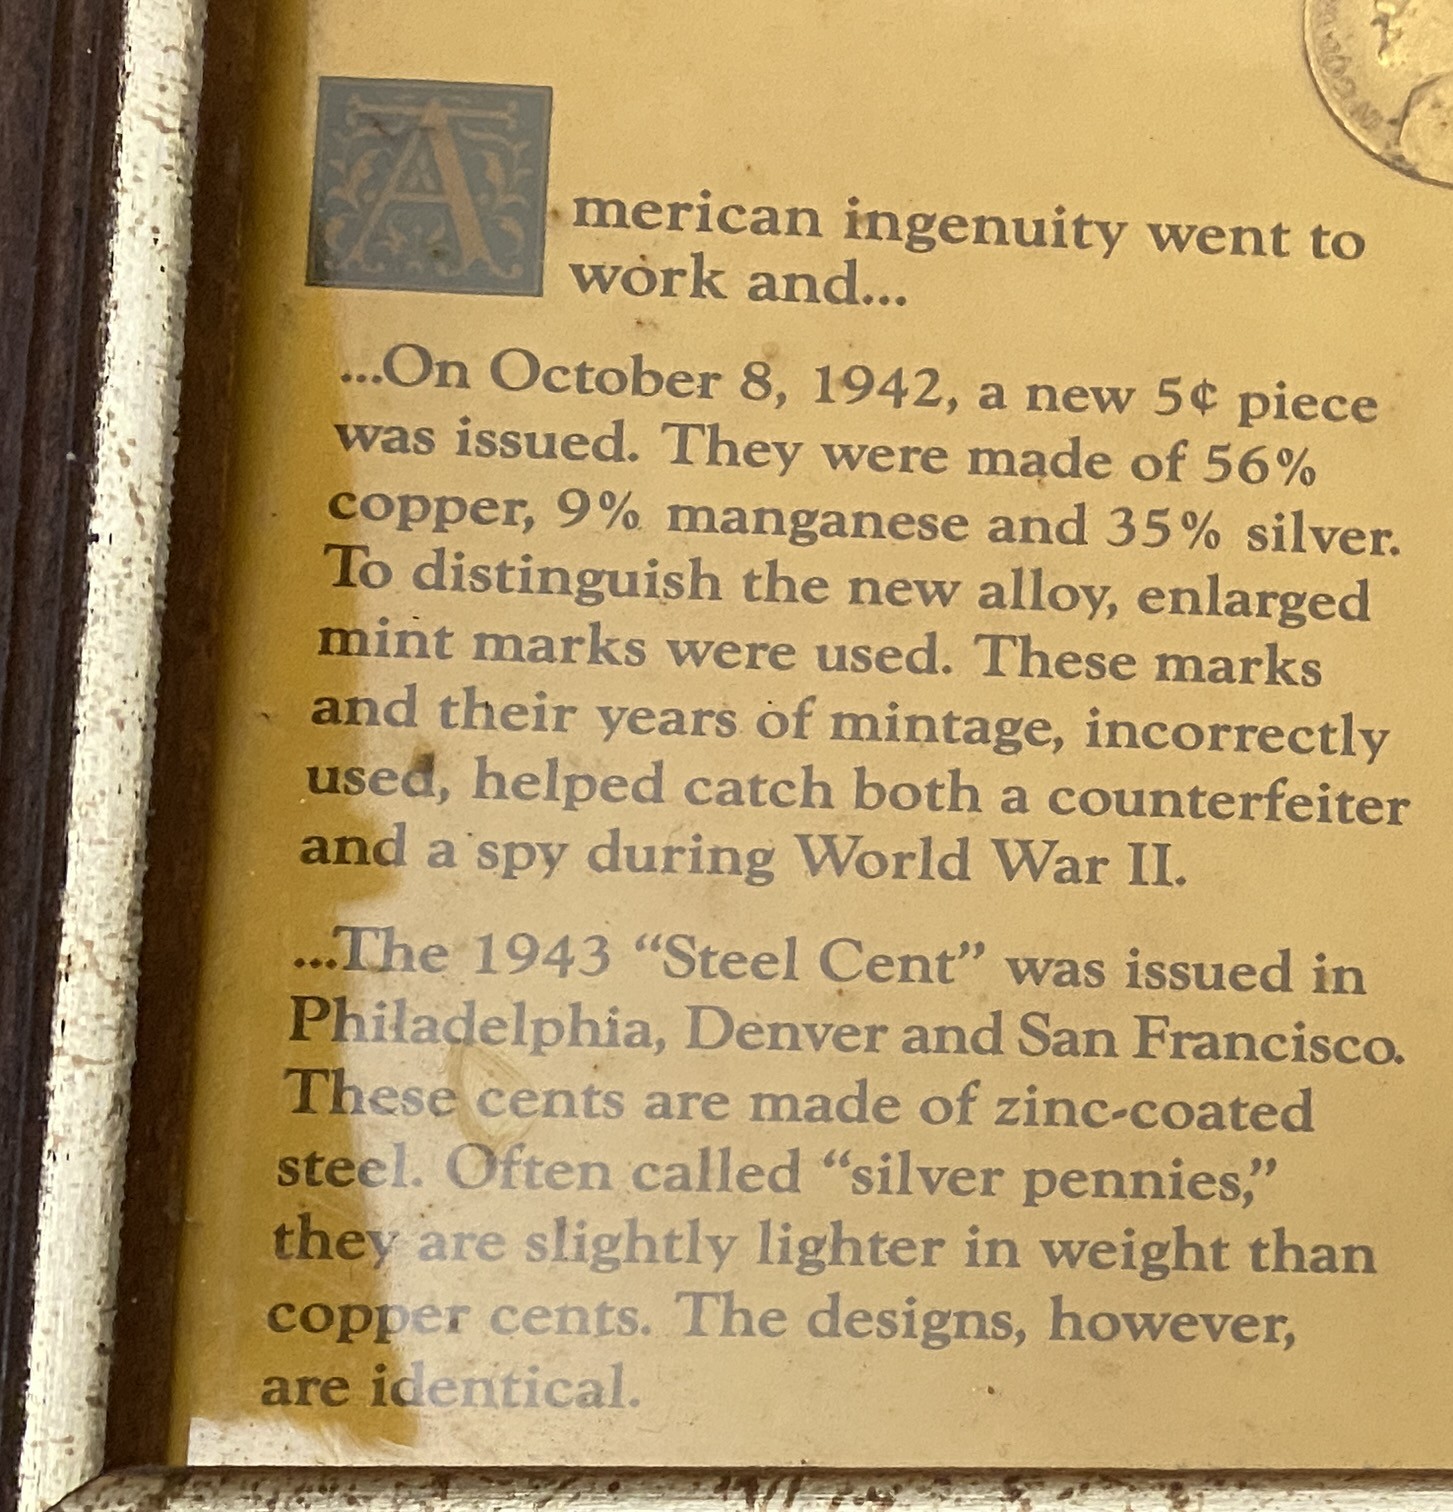 American ingenuity went to
work and...
...On October 8, 1942, a new 5¢ piece
was issued. They were made of 56%
copper, 9% manganese and 35% silver.
To distinguish the new alloy, enlarged
mint marks were used. These marks
and their years of mintage, incorrectly
used, helped catch both a counterfeiter
and a spy during World War II.
...The 1943 “Steel Cent” was issued in
Philadelphia, Denver and San Francisco.
These cents are made of zinc-coated
steel. Often called “silver pennies,”
they are slightly lighter in weight than
copper cents. The designs, however,
are identical.